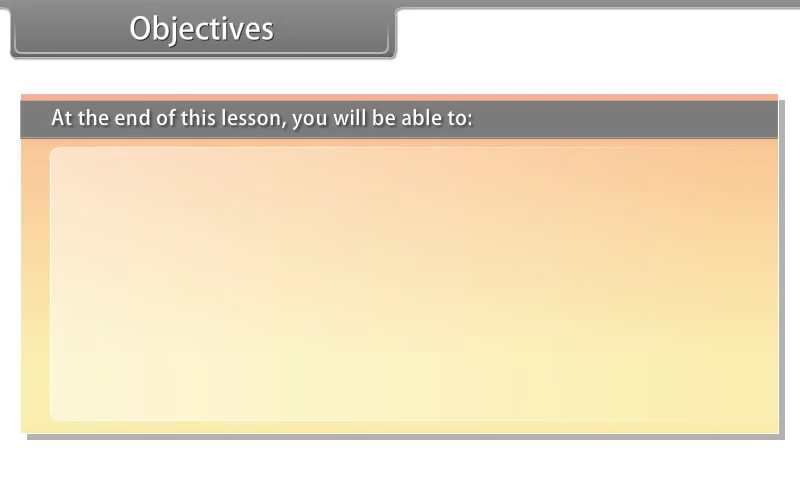 Objectives
At the end of this lesson, you will be able to: